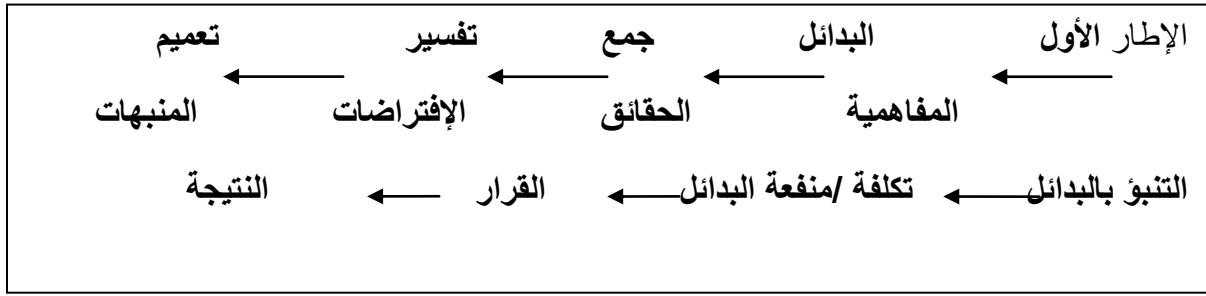 الإطار الأول البدائل جمع تفسير تعميم
المفاهمية الحقائق الإفتراضات المنبهات
التنبؤ بالبدائل تكلفة /منفعة البدائل القرار النتيجة